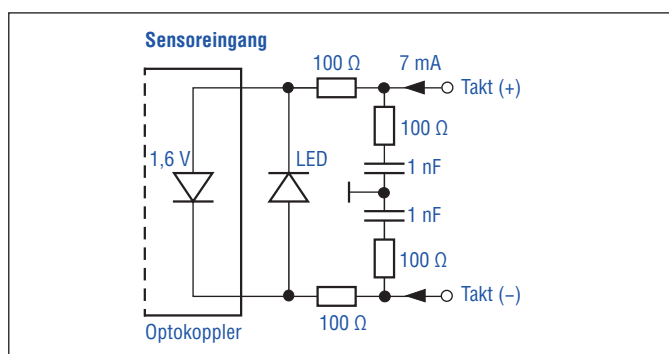 Sensoreingang
100 Ω
7 mA
Takt (+)
100 Ω
1,6 V
LED
1 nF
1 nF
100 Ω
Takt (−)
100 Ω
Optokoppler